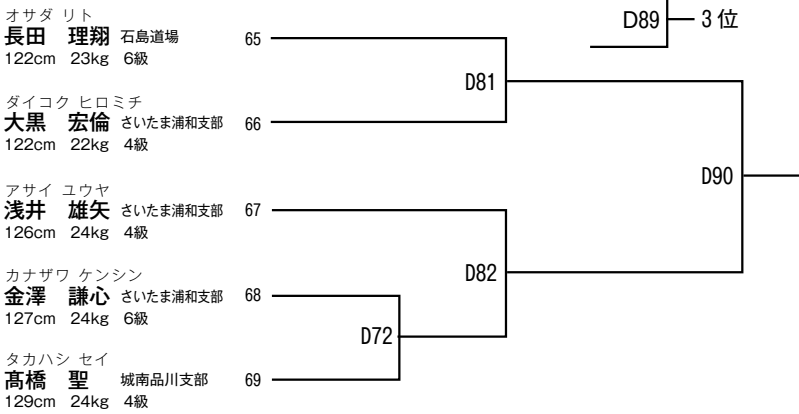 D89 3位
オサダ リト
長田 理翔 石島道場 65
122cm 23kg 6級
D81
ダイコク ヒロミチ
大黒 宏倫 さいたま浦和支部 66
122cm 22kg 4級
D90
アサイ ユウヤ
浅井 雄矢 さいたま浦和支部 67
126cm 24kg 4級
D82
カナザワ ケンシン
金澤 謙心 さいたま浦和支部 68
127cm 24kg 6級
D72
タカハシ セイ
髙橋 聖 城南品川支部 69
129cm 24kg 4級